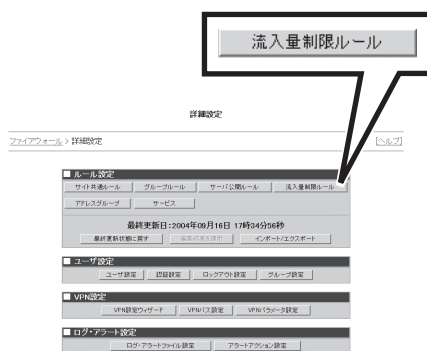 流入量制限ルール
詳細設定
ファイアウォール > 詳細設定 [ヘルプ]
■ ルール設定
サイト共通ルール グループルール サーバ公開ルール 流入量制限ルール
アドレスグループ サービス
最終更新日:2004年09月16日 17時34分56秒
最終更新状態に戻す 編集結果を適用 インポート/エクスポート
■ ユーザ設定
ユーザ設定 認証設定 ロックアウト設定 グループ設定
■ VPN設定
VPN設定ウィザード VPNパス設定 VPNパラメータ設定
■ ログ・アラート設定
ログ・アラートファイル設定 アラートアクション設定